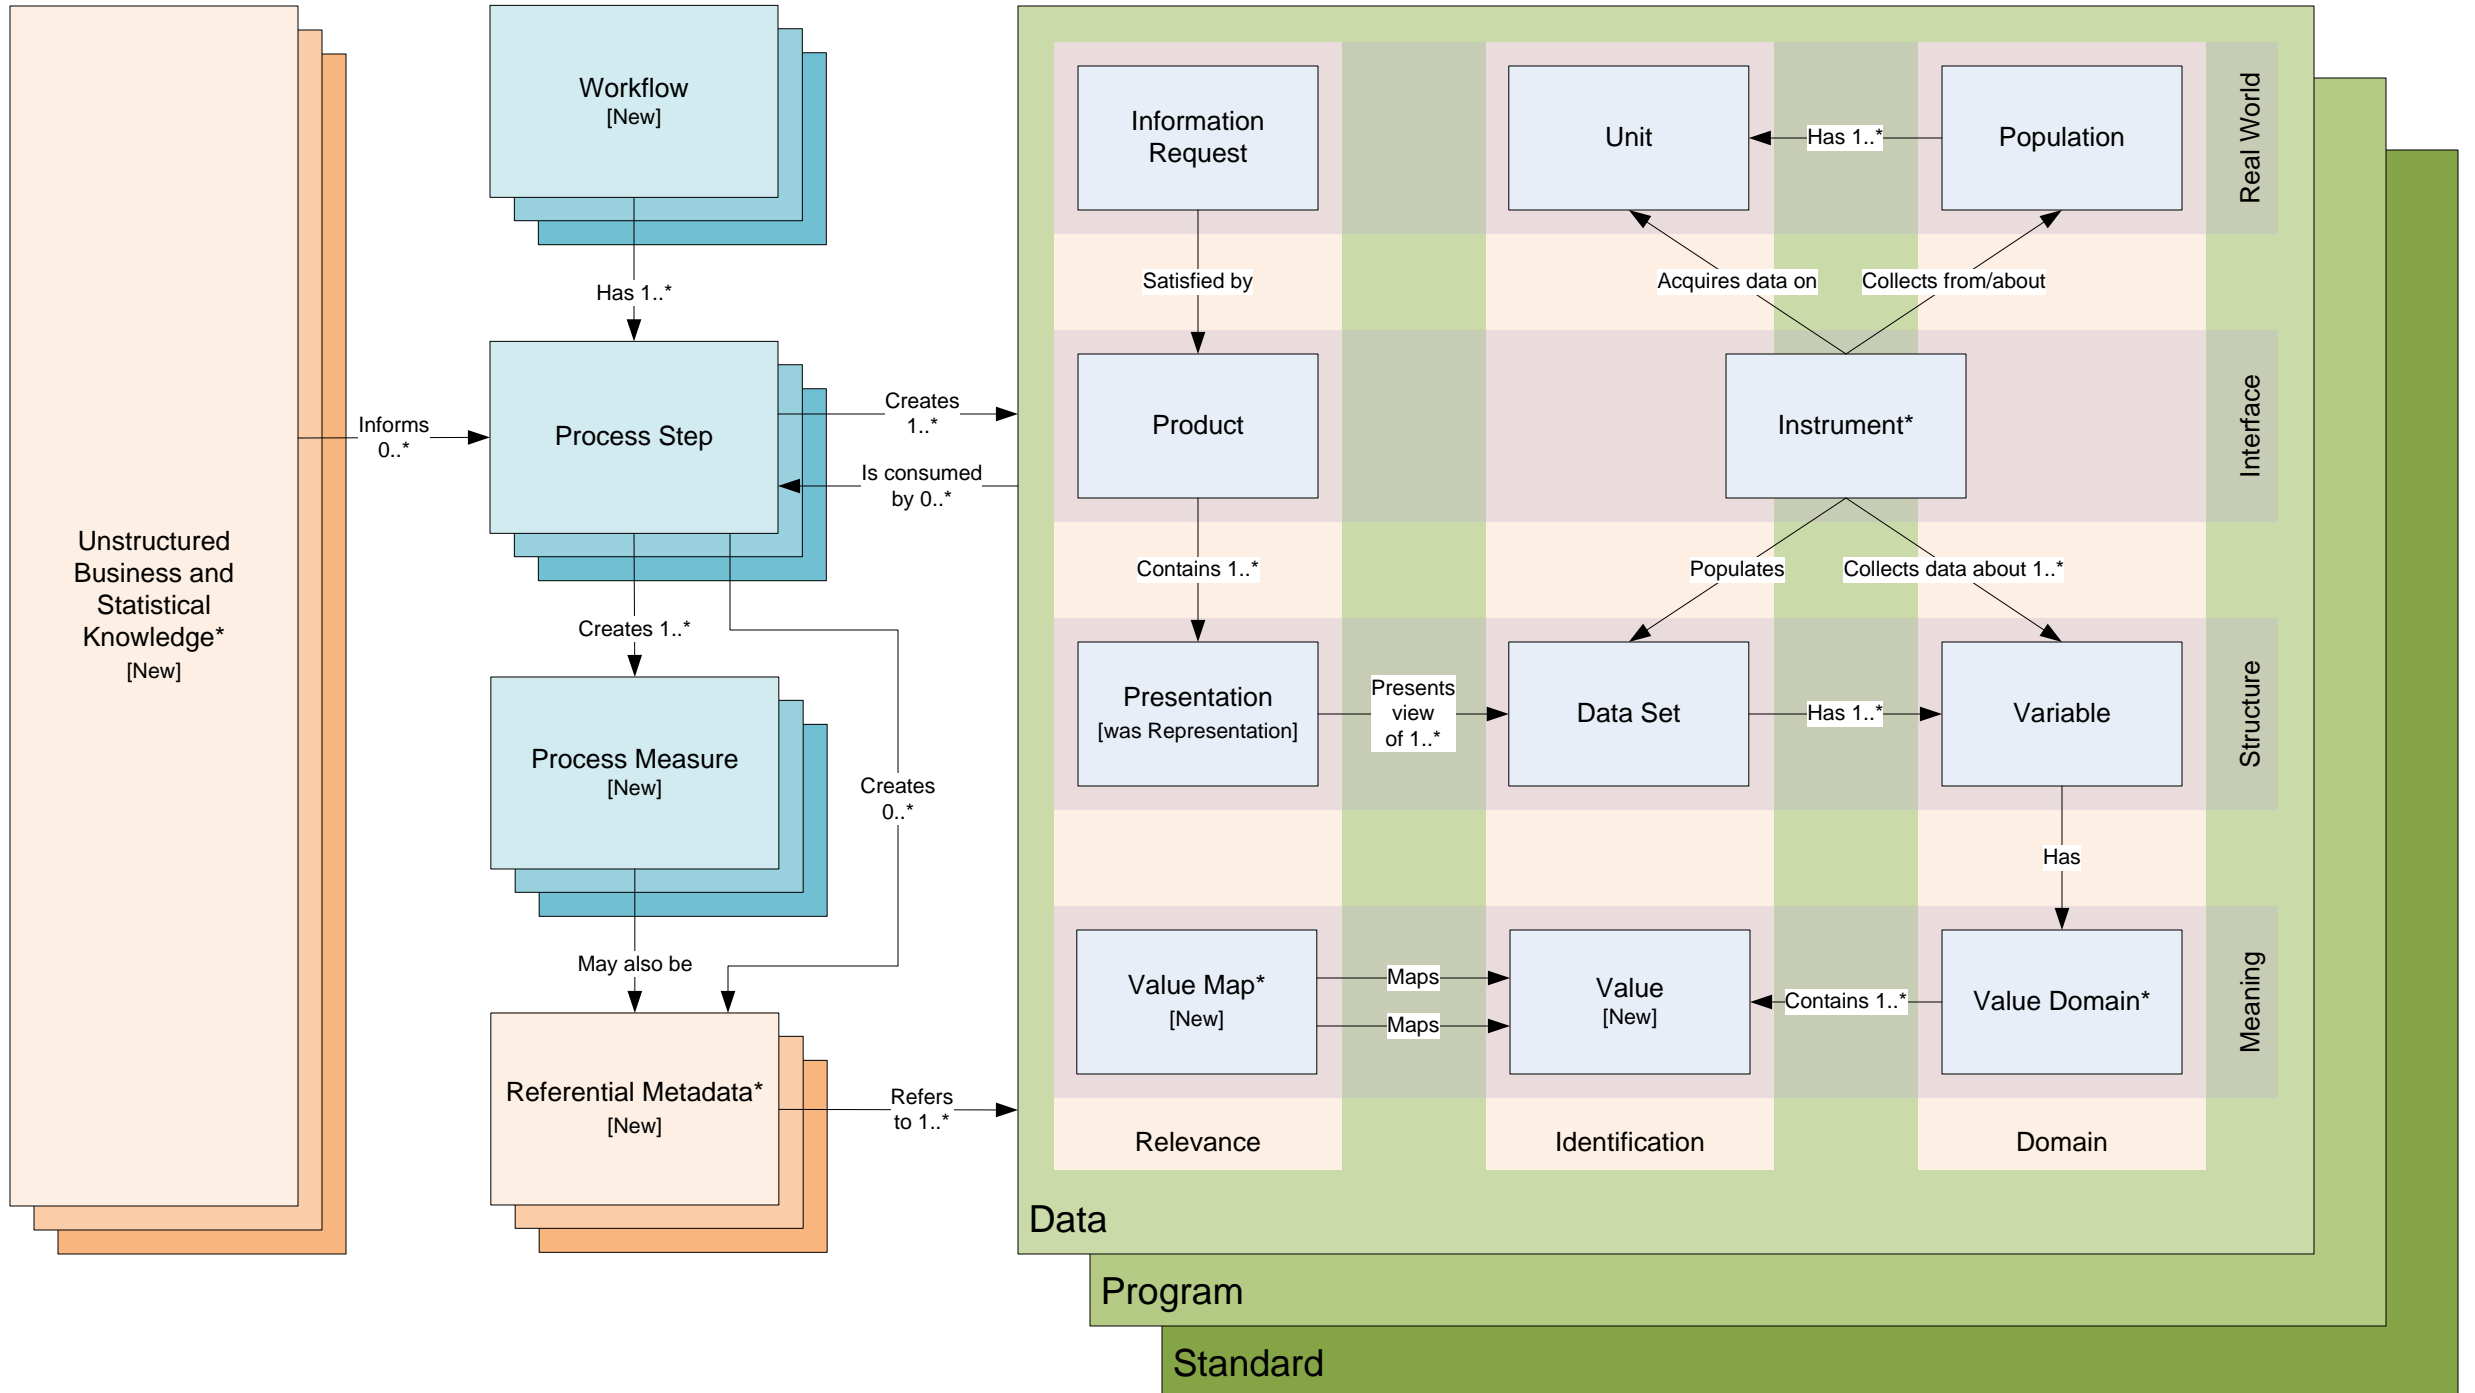 Unstructured
Business and
Statistical
Knowledge*
[New]
Informs
0..*
Workflow
[New]
Has 1..*
Process Step
Creates
1..*
Is consumed
by 0..*
Creates 1..*
Process Measure
[New]
Creates
0..*
May also be
Referential Metadata*
[New]
Refers
to 1..*
Information
Request
Unit
Has 1..*
Population
Real World
Satisfied by
Acquires data on
Collects from/about
Product
Instrument*
Interface
Contains 1..*
Populates
Collects data about 1..*
Presentation
[was Representation]
Presents
view
of 1..*
Data Set
Has 1..*
Variable
Structure
Has
Value Map*
[New]
Maps
Maps
Value
[New]
Contains 1..*
Value Domain*
Meaning
Relevance
Identification
Domain
Data
Program
Standard